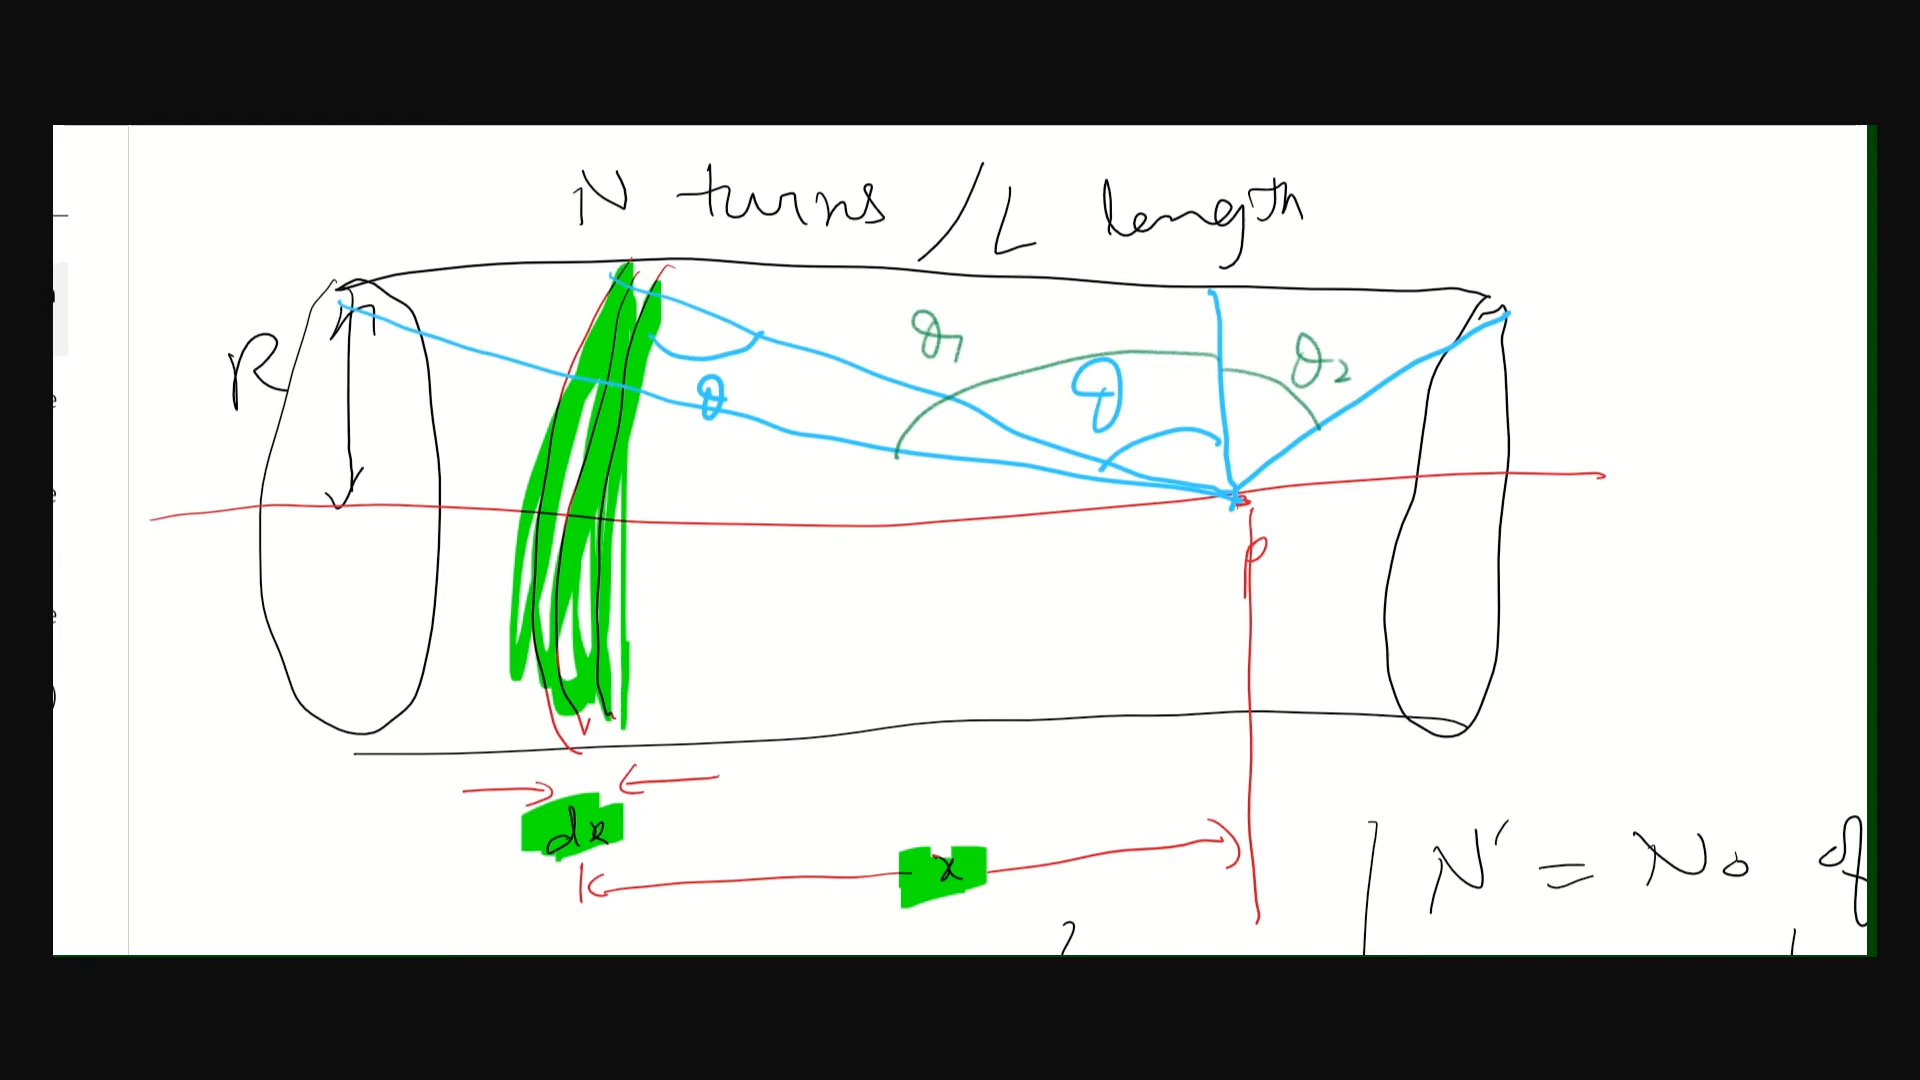 N turns /L length
R
θ1
θ2
θ
θ
P
dx
x
N' = No of